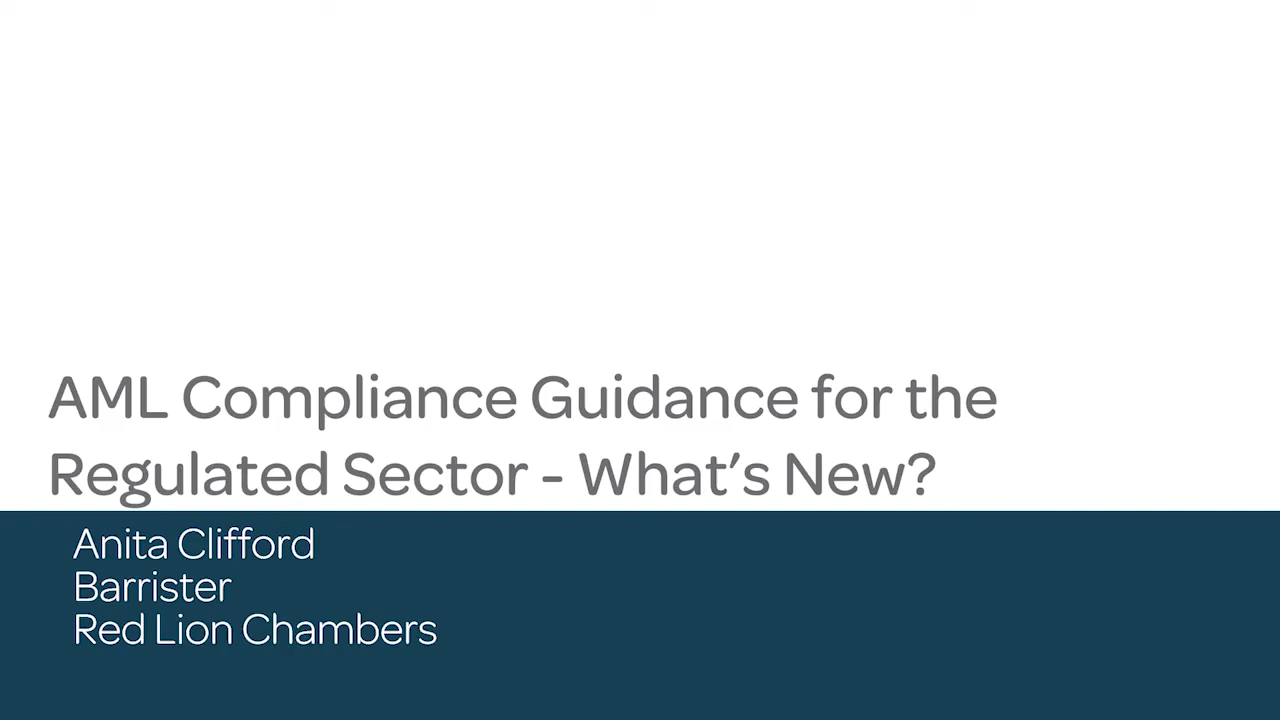 AML Compliance Guidance for the
Regulated Sector - What’s New?
Anita Clifford
Barrister
Red Lion Chambers